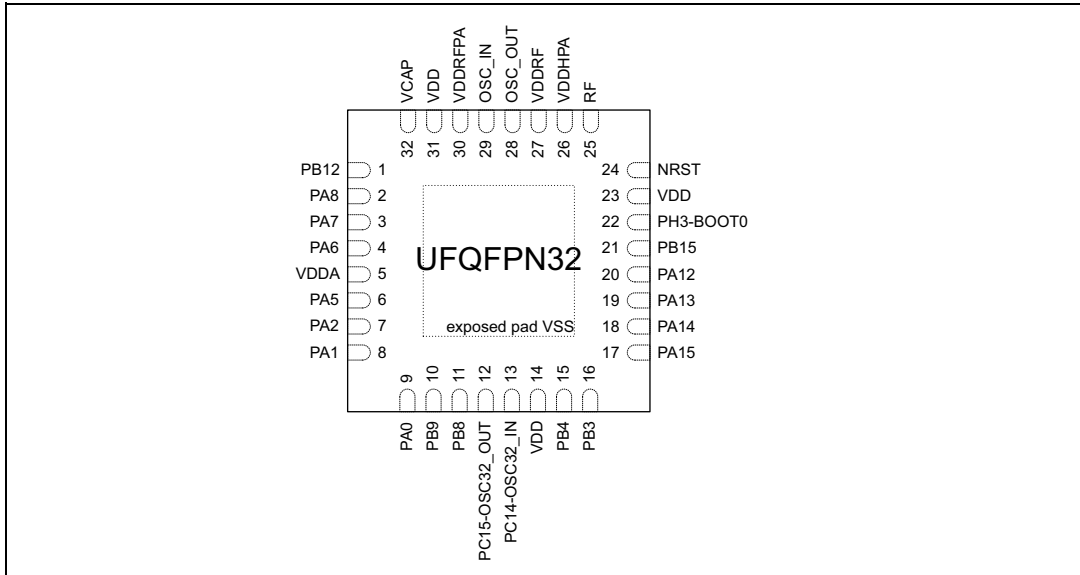 VCAP
VDD
VDDRFPA
OSC_IN
OSC_OUT
VDDRF
VDDHPA
RF
32
31
30
29
28
27
26
25
PB12 1
PA8 2
PA7 3
PA6 4
VDDA 5
PA5 6
PA2 7
PA1 8
24 NRST
23 VDD
22 PH3-BOOT0
21 PB15
20 PA12
19 PA13
18 PA14
17 PA15
UFQFPN32
exposed pad VSS
9
10
11
12
13
14
15
16
PA0
PB9
PB8
PC15-OSC32_OUT
PC14-OSC32_IN
VDD
PB4
PB3